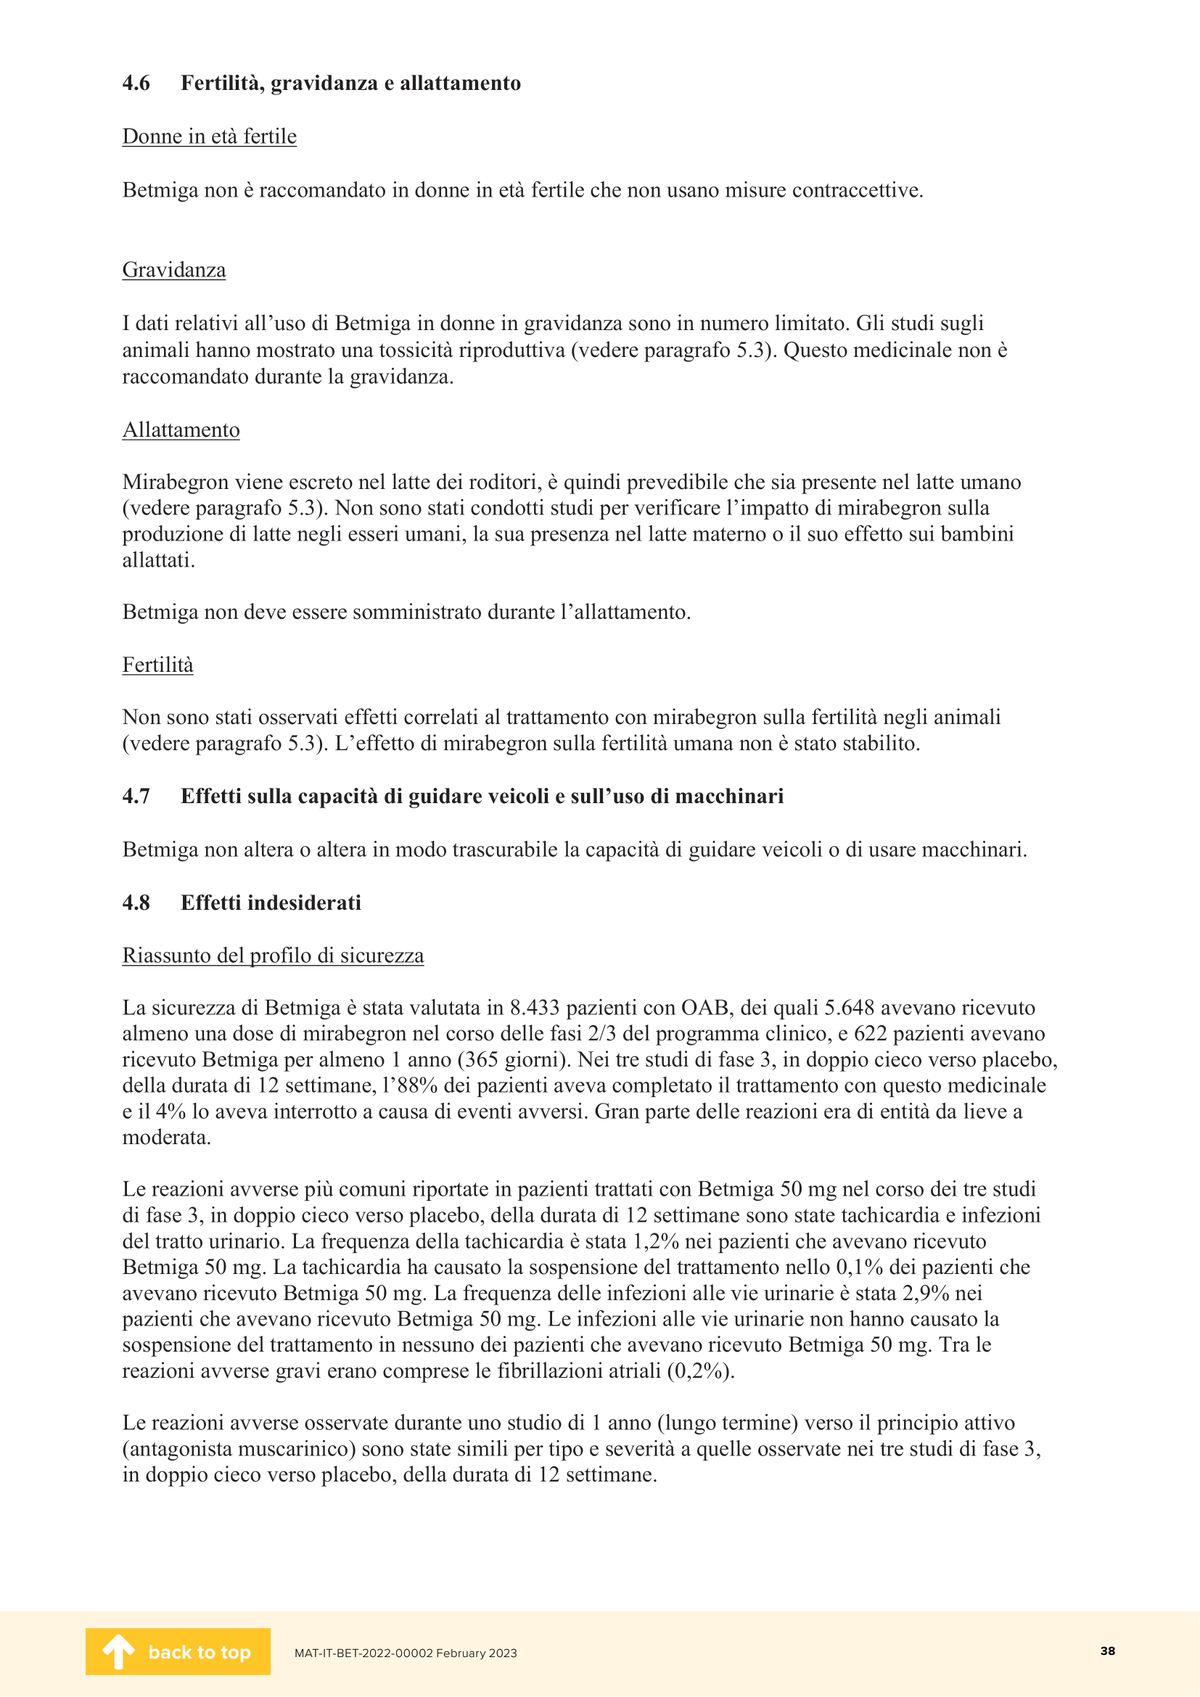 4.6 Fertilità, gravidanza e allattamento
Donne in età fertile
Betmiga non è raccomandato in donne in età fertile che non usano misure contraccettive.
Gravidanza
I dati relativi all’uso di Betmiga in donne in gravidanza sono in numero limitato. Gli studi sugli
animali hanno mostrato una tossicità riproduttiva (vedere paragrafo 5.3). Questo medicinale non è
raccomandato durante la gravidanza.
Allattamento
Mirabegron viene escreto nel latte dei roditori, è quindi prevedibile che sia presente nel latte umano
(vedere paragrafo 5.3). Non sono stati condotti studi per verificare l’impatto di mirabegron sulla
produzione di latte negli esseri umani, la sua presenza nel latte materno o il suo effetto sui bambini
allattati.
Betmiga non deve essere somministrato durante l’allattamento.
Fertilità
Non sono stati osservati effetti correlati al trattamento con mirabegron sulla fertilità negli animali
(vedere paragrafo 5.3). L’effetto di mirabegron sulla fertilità umana non è stato stabilito.
4.7 Effetti sulla capacità di guidare veicoli e sull’uso di macchinari
Betmiga non altera o altera in modo trascurabile la capacità di guidare veicoli o di usare macchinari.
4.8 Effetti indesiderati
Riassunto del profilo di sicurezza
La sicurezza di Betmiga è stata valutata in 8.433 pazienti con OAB, dei quali 5.648 avevano ricevuto
almeno una dose di mirabegron nel corso delle fasi 2/3 del programma clinico, e 622 pazienti avevano
ricevuto Betmiga per almeno 1 anno (365 giorni). Nei tre studi di fase 3, in doppio cieco verso placebo,
della durata di 12 settimane, l’88% dei pazienti aveva completato il trattamento con questo medicinale
e il 4% lo aveva interrotto a causa di eventi avversi. Gran parte delle reazioni era di entità da lieve a
moderata.
Le reazioni avverse più comuni riportate in pazienti trattati con Betmiga 50 mg nel corso dei tre studi
di fase 3, in doppio cieco verso placebo, della durata di 12 settimane sono state tachicardia e infezioni
del tratto urinario. La frequenza della tachicardia è stata 1,2% nei pazienti che avevano ricevuto
Betmiga 50 mg. La tachicardia ha causato la sospensione del trattamento nello 0,1% dei pazienti che
avevano ricevuto Betmiga 50 mg. La frequenza delle infezioni alle vie urinarie è stata 2,9% nei
pazienti che avevano ricevuto Betmiga 50 mg. Le infezioni alle vie urinarie non hanno causato la
sospensione del trattamento in nessuno dei pazienti che avevano ricevuto Betmiga 50 mg. Tra le
reazioni avverse gravi erano comprese le fibrillazioni atriali (0,2%).
Le reazioni avverse osservate durante uno studio di 1 anno (lungo termine) verso il principio attivo
(antagonista muscarinico) sono state simili per tipo e severità a quelle osservate nei tre studi di fase 3,
in doppio cieco verso placebo, della durata di 12 settimane.
back to top MAT-IT-BET-2022-00002 February 2023 38